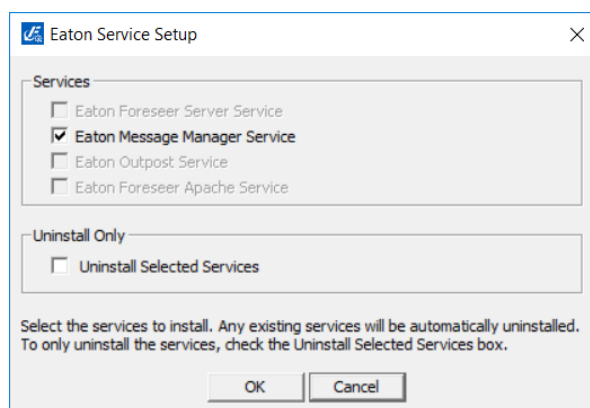 Eaton Service Setup
Services
Eaton Foreseer Server Service
Eaton Message Manager Service
Eaton Outpost Service
Eaton Foreseer Apache Service
Uninstall Only
Uninstall Selected Services
Select the services to install. Any existing services will be automatically uninstalled.
To only uninstall the services, check the Uninstall Selected Services box.
OK Cancel